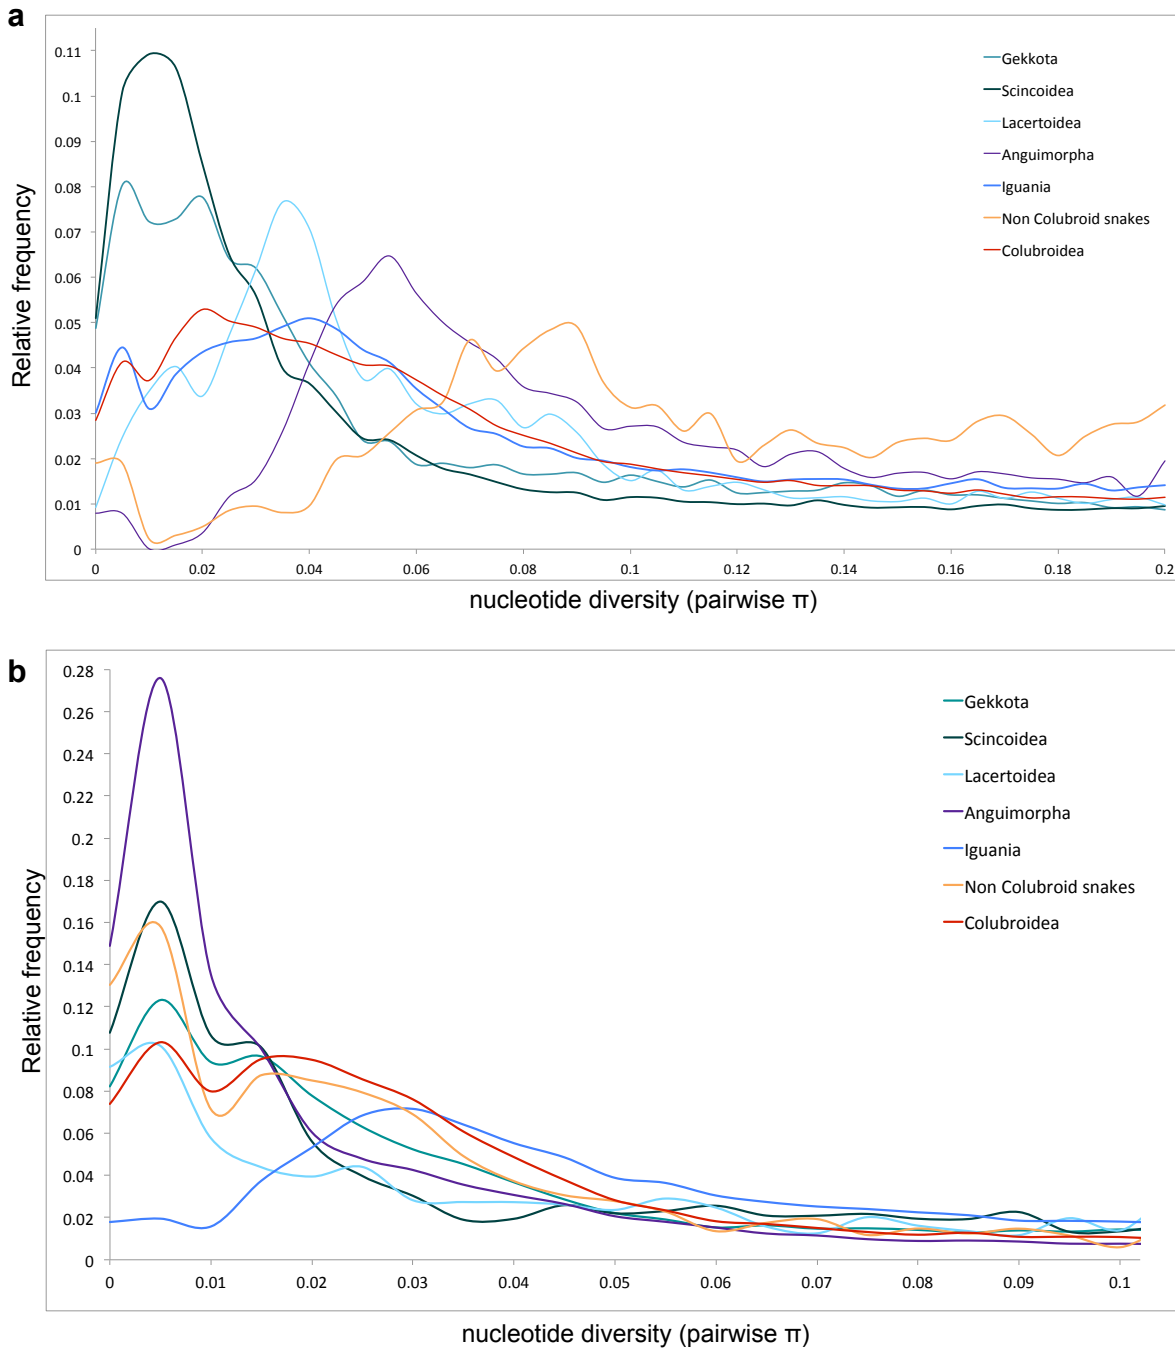 a
0.11
0.1
0.09
0.08
0.07
0.06
0.05
0.04
0.03
0.02
0.01
0
Relative frequency
Gekkota
Scincoidea
Lacertoidea
Anguimorpha
Iguania
Non Colubroid snakes
Colubroidea
0 0.02 0.04 0.06 0.08 0.1 0.12 0.14 0.16 0.18 0.2
nucleotide diversity (pairwise π)
b
0.28
0.26
0.24
0.22
0.2
0.18
0.16
0.14
0.12
0.1
0.08
0.06
0.04
0.02
0
Relative frequency
Gekkota
Scincoidea
Lacertoidea
Anguimorpha
Iguania
Non Colubroid snakes
Colubroidea
0 0.01 0.02 0.03 0.04 0.05 0.06 0.07 0.08 0.09 0.1
nucleotide diversity (pairwise π)